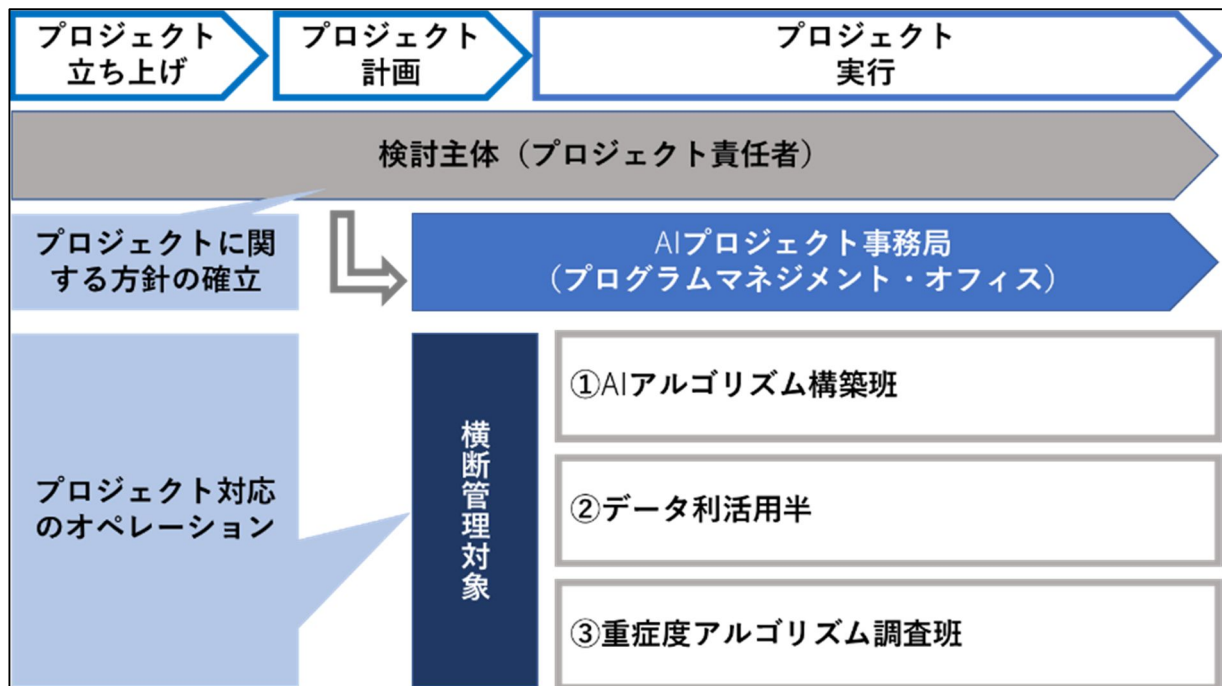 プロジェクト
立ち上げ
プロジェクト
計画
プロジェクト
実行
検討主体（プロジェクト責任者）
プロジェクトに関
する方針の確立
AIプロジェクト事務局
（プログラムマネジメント・オフィス）
プロジェクト対応
のオペレーション
横断管理対象
①AIアルゴリズム構築班
②データ利活用半
③重症度アルゴリズム調査班